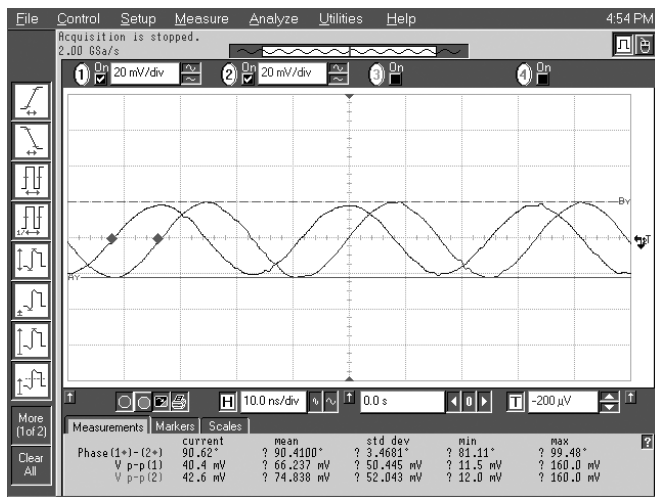 File Control Setup Measure Analyze Utilities Help 4:54 PM
Acquisition is stopped.
2.00 GSa/s
1 On 20 mV/div 2 On 20 mV/div 3 On 4 On
By
T
By
More
(1of2)
Clear
All
H 10.0 ns/div 0.0 s 0 T -200 µV
Measurements Markers Scales ?
current mean std dev min max
Phase(1+)-(2+) 90.62° ? 90.4100° ? 3.4681° ? 81.11° ? 99.48°
V p-p(1) 40.4 mV ? 66.237 mV ? 50.445 mV ? 11.5 mV ? 160.0 mV
V p-p(2) 42.6 mV ? 74.838 mV ? 52.043 mV ? 12.0 mV ? 160.0 mV